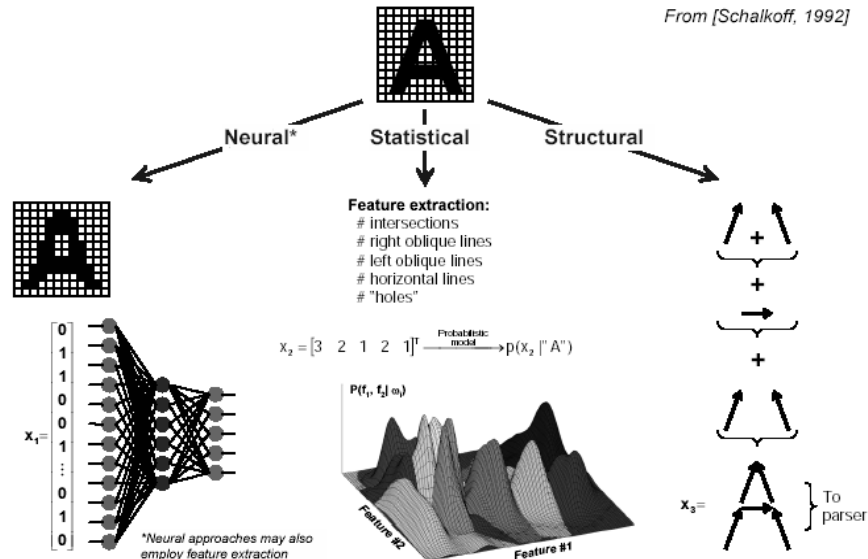 From [Schalkoff, 1992]
A
Neural*
Statistical
Structural
Feature extraction:
# intersections
# right oblique lines
# left oblique lines
# horizontal lines
# "holes"
A
x₁=
0
1
1
0
0
1
...
0
1
0
*Neural approaches may also
employ feature extraction
x₂ = [3 2 1 2 1]ᵀ Probabilistic model → p(x₂ |" A")
P(f₁, f₂| ωᵢ)
Feature #2
Feature #1
+
+
+
x₃=
To
parser